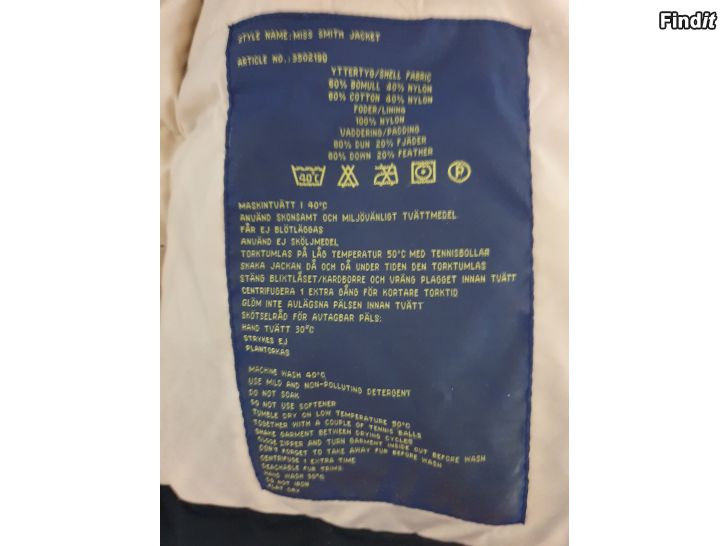 Findit
STYLE NAME:MISS SMITH JACKET
ARTICLE NO.:3502190
YTTERTYG/SHELL FABRIC
60% BOMULL 40% NYLON
60% COTTON 40% NYLON
FODER/LINING
100% NYLON
VADDERING/PADDING
80% DUN 20% FJÄDER
80% DOWN 20% FEATHER
40°C P
MASKINTVÄTT I 40°C
ANVÄND SKONSAMT OCH MILJÖVÄNLIGT TVÄTTMEDEL
FÅR EJ BLÖTLÄGGAS
ANVÄND EJ SKÖLJMEDEL
TORKTUMLAS PÅ LÅG TEMPERATUR 50°C MED TENNISBOLLAR
SKAKA JACKAN DÅ OCH DÅ UNDER TIDEN DEN TORKTUMLAS
STÄNG BLIXTLÅSET/KARDBORRE OCH VRÄNG PLAGGET INNAN TVÄTT
CENTRIFUGERA 1 EXTRA GÅNG FÖR KORTARE TORKTID
GLÖM INTE AVLÄGSNA PÄLSEN INNAN TVÄTT
SKÖTSELRÅD FÖR AVTAGBAR PÄLS:
HAND TVÄTT 30°C
STRYKES EJ
PLANTORKAS
MACHINE WASH 40°C
USE MILD AND NON-POLLUTING DETERGENT
DO NOT SOAK
DO NOT USE SOFTENER
TUMBLE DRY ON LOW TEMPERATURE 50°C
TOGETHER WITH A COUPLE OF TENNIS BALLS
SHAKE GARMENT BETWEEN DRYING CYCLES
CLOSE ZIPPER AND TURN GARMENT INSIDE OUT BEFORE WASH
DON'T FORGET TO TAKE AWAY FUR BEFORE WASH
CENTRIFUGE 1 EXTRA TIME
DEACHABLE FUR TRIMS:
HAND WASH 30°C
DO NOT IRON
FLAT DRY